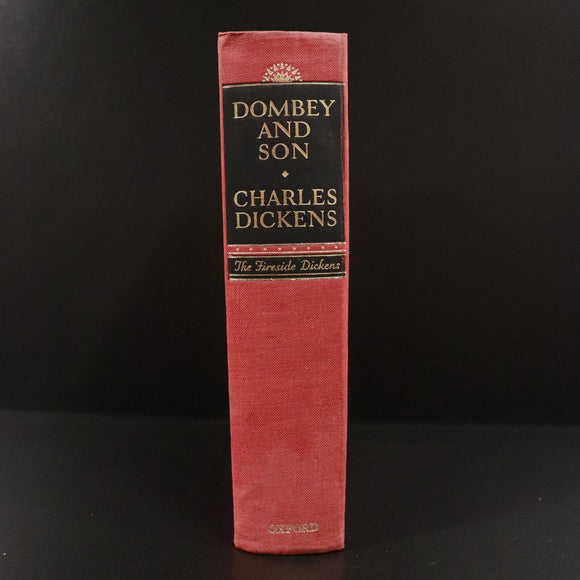 DOMBEY
AND
SON
CHARLES
DICKENS
The Fireside Dickens
OXFORD